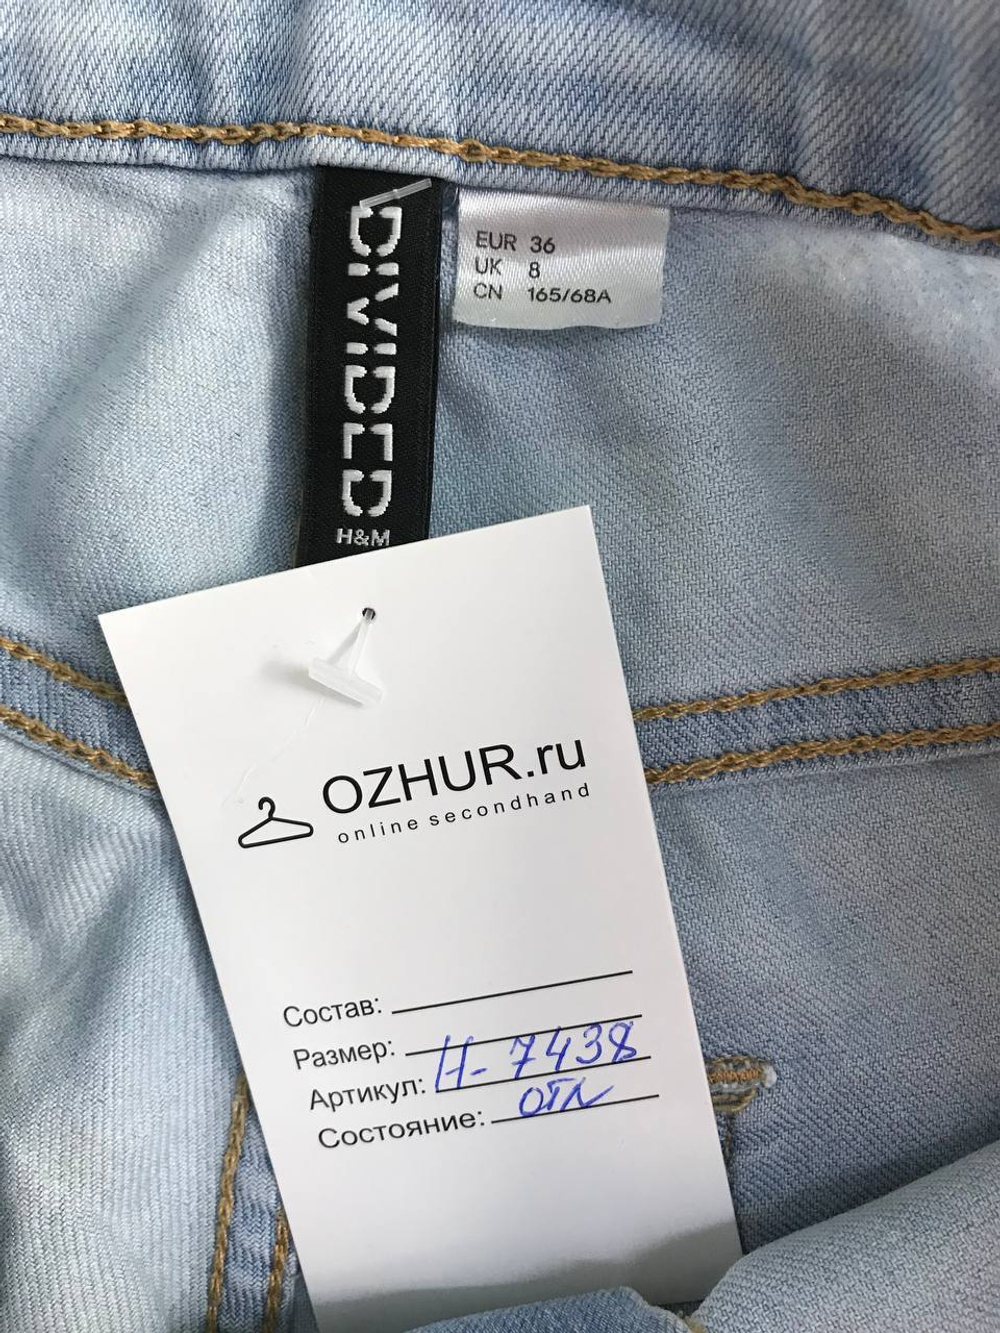 DIVIDED
H&M
EUR 36
UK 8
CN 165/68A
OZHUR.ru
online secondhand
Состав:
Размер:
Артикул: Н-7438
Состояние: отл